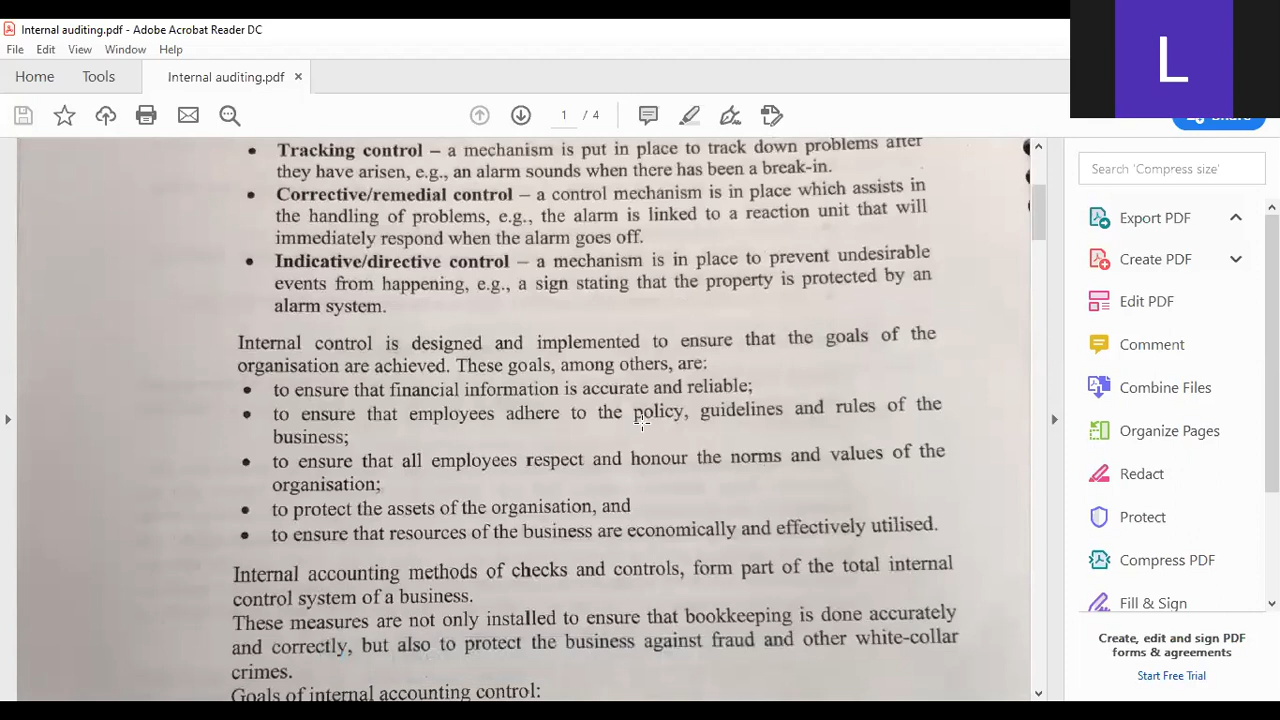 Internal auditing.pdf - Adobe Acrobat Reader DC
File Edit View Window Help
Home Tools Internal auditing.pdf ×
1 / 4
L
• Tracking control – a mechanism is put in place to track down problems after
they have arisen, e.g., an alarm sounds when there has been a break-in.
• Corrective/remedial control – a control mechanism is in place which assists in
the handling of problems, e.g., the alarm is linked to a reaction unit that will
immediately respond when the alarm goes off.
• Indicative/directive control – a mechanism is in place to prevent undesirable
events from happening, e.g., a sign stating that the property is protected by an
alarm system.
Internal control is designed and implemented to ensure that the goals of the
organisation are achieved. These goals, among others, are:
• to ensure that financial information is accurate and reliable;
• to ensure that employees adhere to the policy, guidelines and rules of the
business;
• to ensure that all employees respect and honour the norms and values of the
organisation;
• to protect the assets of the organisation, and
• to ensure that resources of the business are economically and effectively utilised.
Internal accounting methods of checks and controls, form part of the total internal
control system of a business.
These measures are not only installed to ensure that bookkeeping is done accurately
and correctly, but also to protect the business against fraud and other white-collar
crimes.
Goals of internal accounting control:
Share
Search 'Compress size'
Export PDF
Create PDF
Edit PDF
Comment
Combine Files
Organize Pages
Redact
Protect
Compress PDF
Fill & Sign
Create, edit and sign PDF
forms & agreements
Start Free Trial